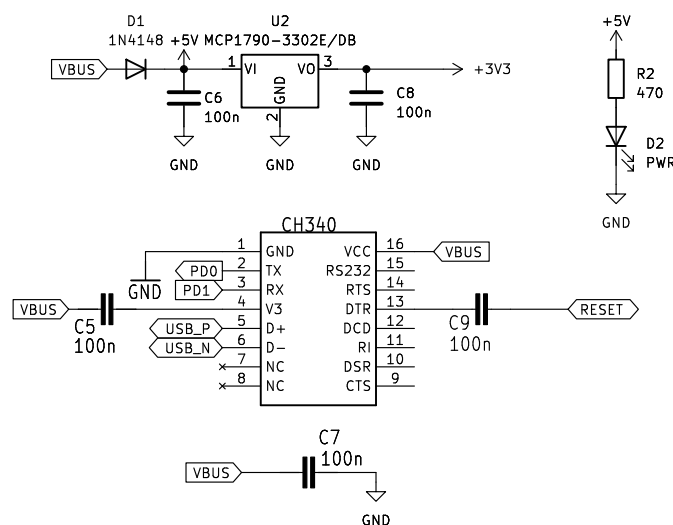 D1
1N4148
+5V
U2
MCP1790-3302E/DB
VBUS
1
VI
VO
3
GND
2
+3V3
C6
100n
C8
100n
GND
GND
GND
+5V
R2
470
D2
PWR
GND
CH340
1
GND
VCC
16
VBUS
PD0
2
TX
RS232
15
GND
PD1
3
RX
RTS
14
VBUS
C5
100n
4
V3
DTR
13
C9
100n
RESET
USB_P
5
D+
DCD
12
USB_N
6
D-
RI
11
7
NC
DSR
10
8
NC
CTS
9
C7
100n
VBUS
GND